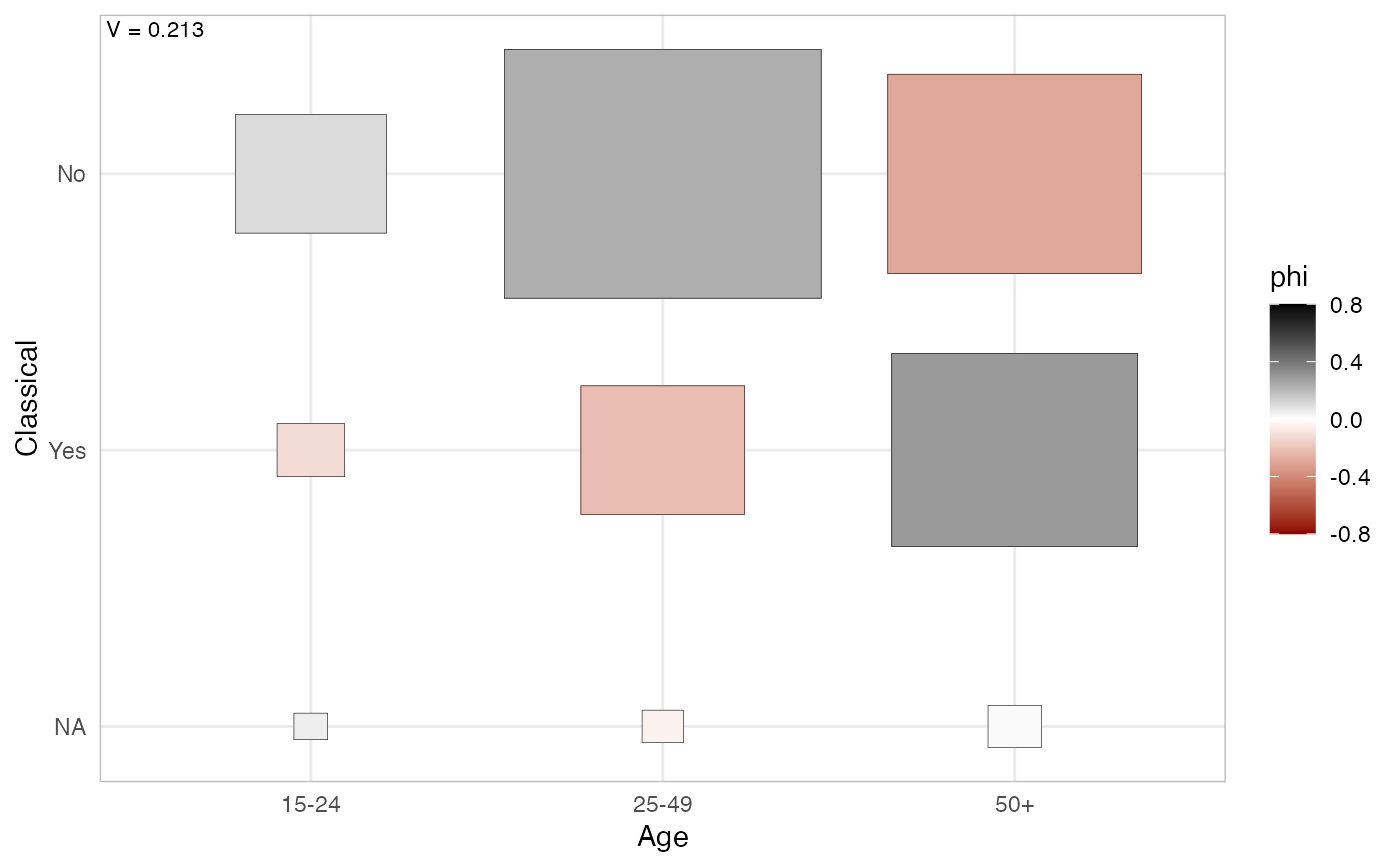 V = 0.213
No
Yes
NA
Classical
15-24
25-49
50+
Age
phi
0.8
0.4
0.0
-0.4
-0.8